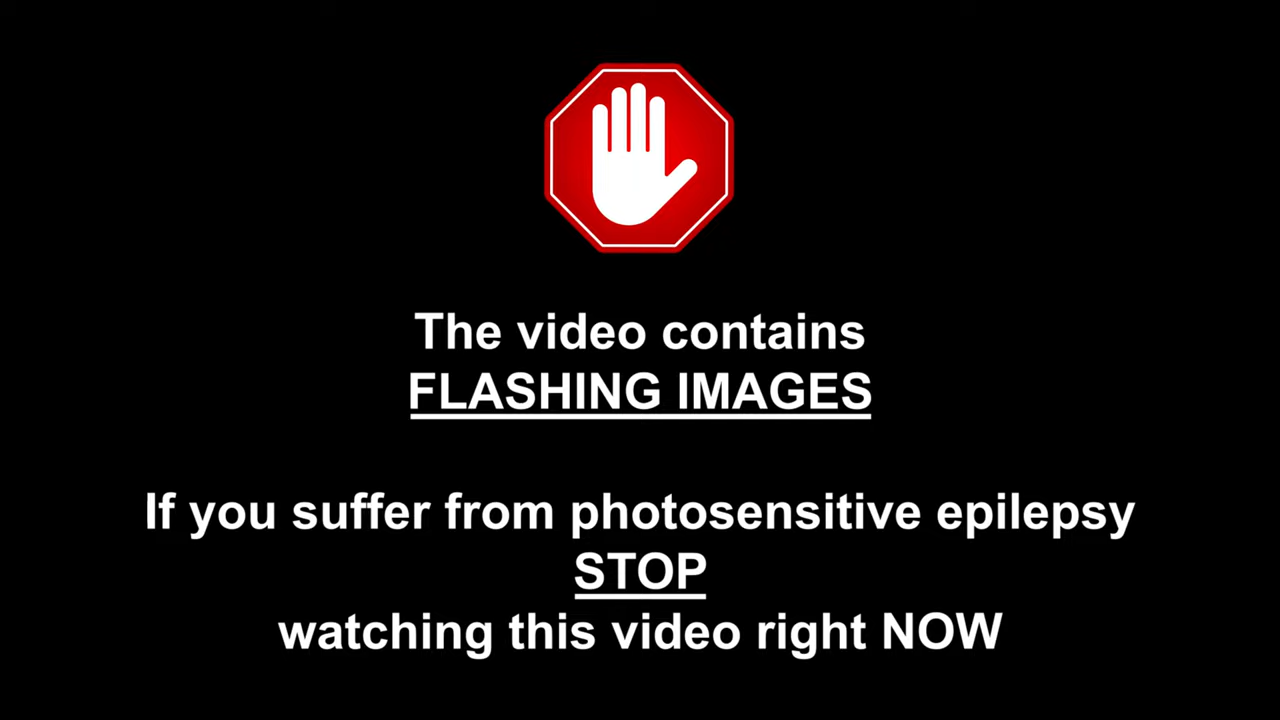 The video contains
FLASHING IMAGES
If you suffer from photosensitive epilepsy
STOP
watching this video right NOW